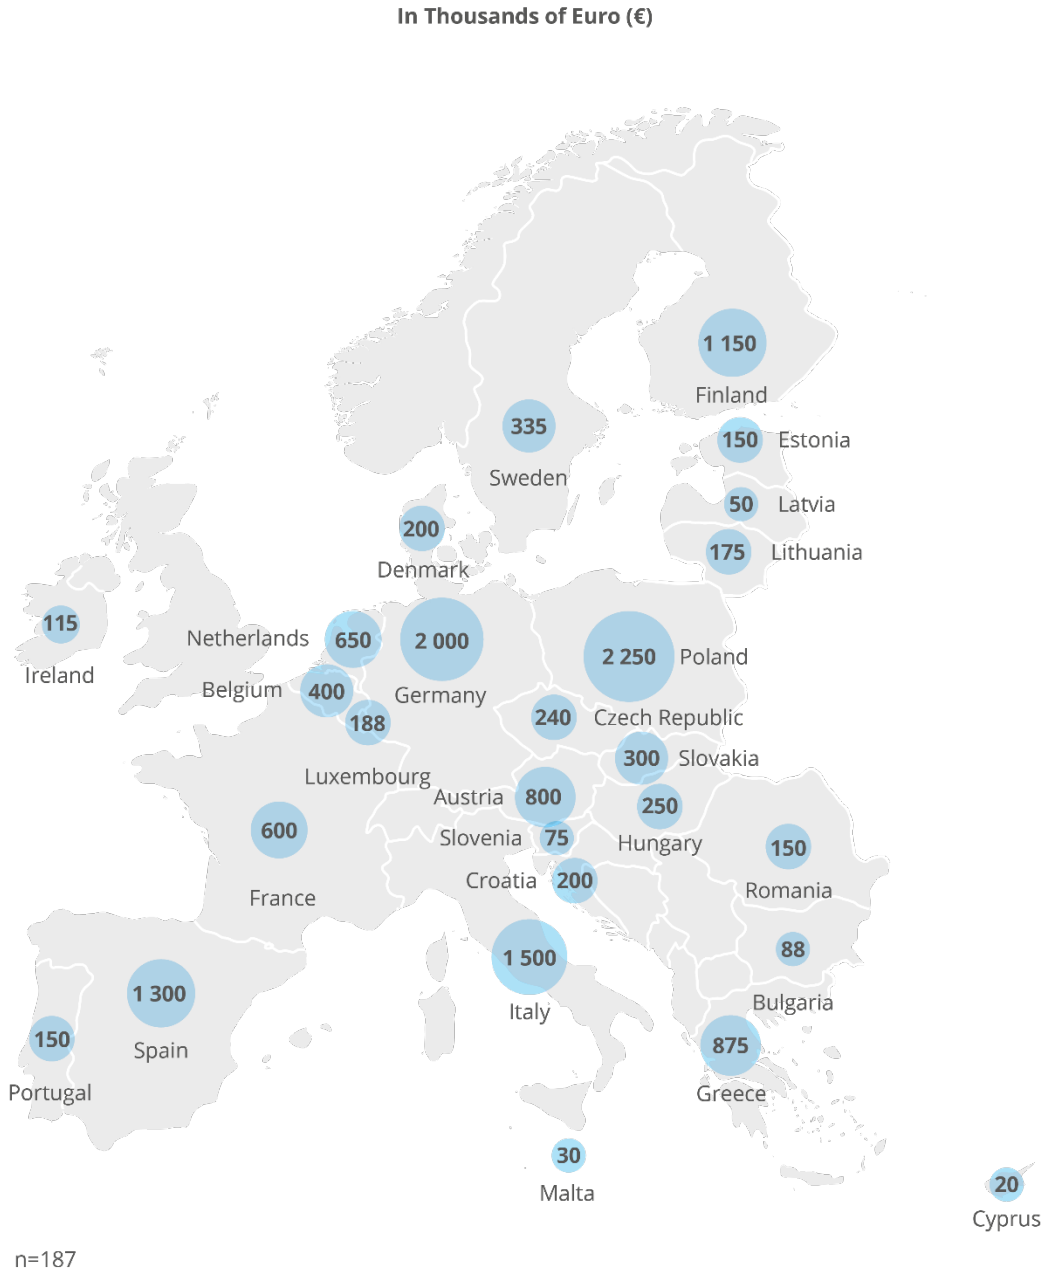 In Thousands of Euro (€)
1 150
Finland
335
Sweden
150 Estonia
50 Latvia
175 Lithuania
200
Denmark
115
Ireland
Netherlands 650
2 000
Germany
2 250 Poland
Belgium 400
188
Luxembourg
240 Czech Republic
300 Slovakia
Austria 800
250
Hungary
600
France
Slovenia 75
150
Romania
Croatia 200
88
Bulgaria
1 500
Italy
1 300
Spain
150
Portugal
875
Greece
30
Malta
20
Cyprus
n=187